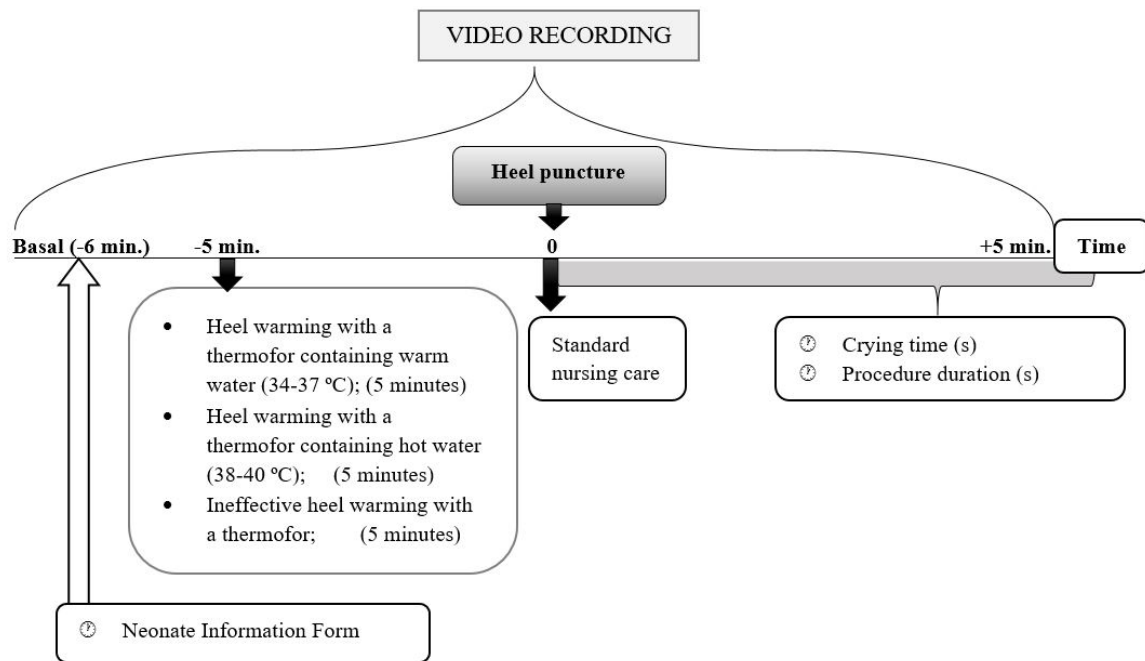 VIDEO RECORDING
Heel puncture
Basal (-6 min.) -5 min. 0 +5 min. Time
• Heel warming with a
thermofor containing warm
water (34-37 ºC); (5 minutes)
• Heel warming with a
thermofor containing hot water
(38-40 ºC); (5 minutes)
• Ineffective heel warming with
a thermofor; (5 minutes)
Standard
nursing care
Crying time (s)
Procedure duration (s)
Neonate Information Form